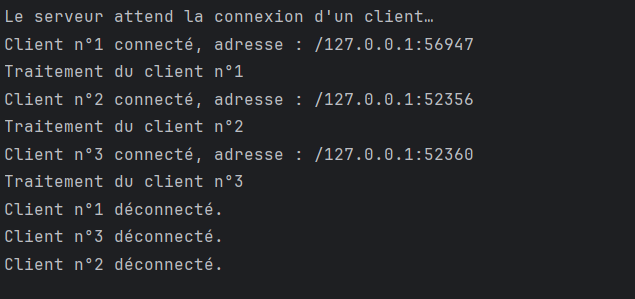 Le serveur attend la connexion d'un client…
Client n°1 connecté, adresse : /127.0.0.1:56947
Traitement du client n°1
Client n°2 connecté, adresse : /127.0.0.1:52356
Traitement du client n°2
Client n°3 connecté, adresse : /127.0.0.1:52360
Traitement du client n°3
Client n°1 déconnecté.
Client n°3 déconnecté.
Client n°2 déconnecté.